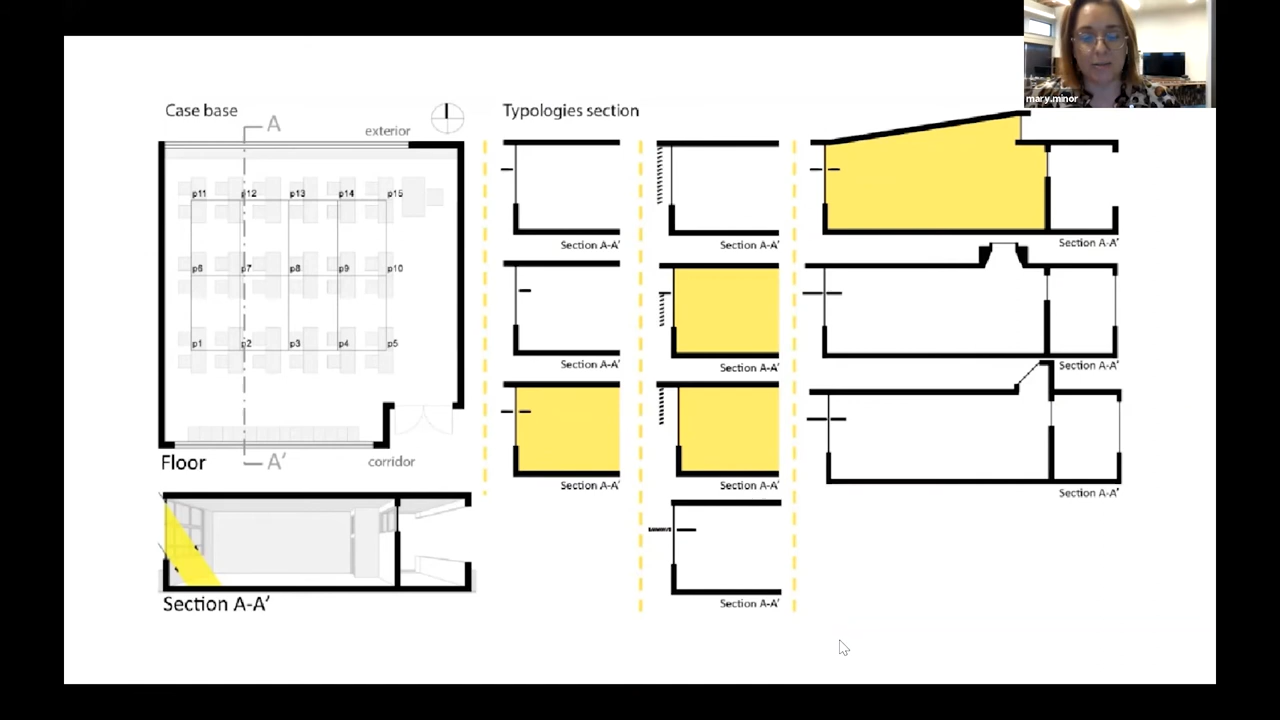 mary.minor
Case base
Typologies section
A
exterior
p11 p12 p13 p14 p15
p6 p7 p8 p9 p10
p1 p2 p3 p4 p5
Floor
A'
corridor
Section A-A'
Section A-A'
Section A-A'
Section A-A'
Section A-A'
Section A-A'
Section A-A'
Section A-A'
Section A-A'
Section A-A'
Section A-A'